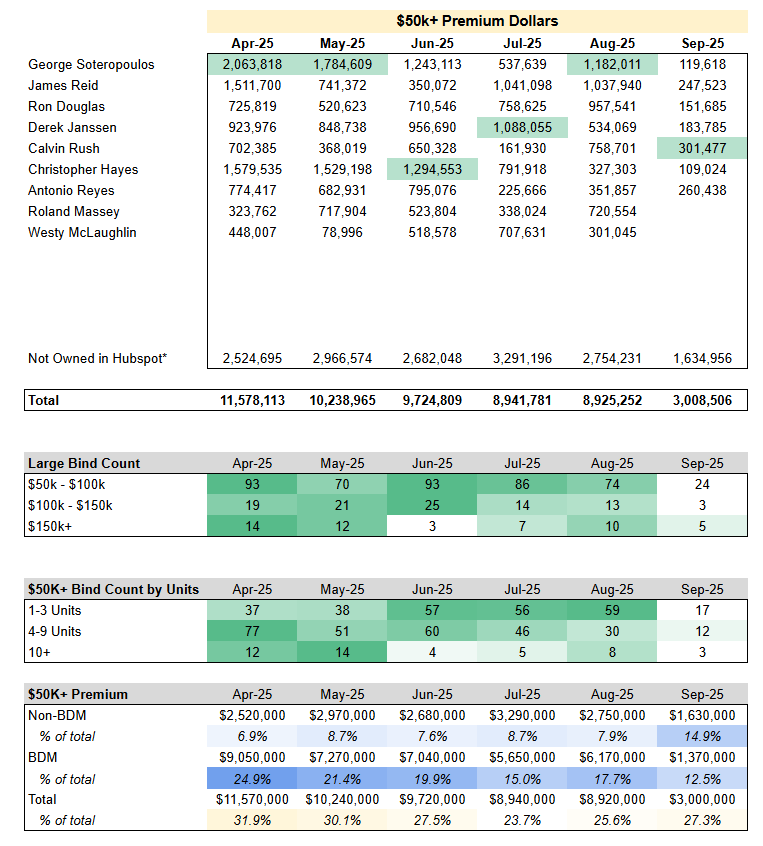 $50k+ Premium Dollars
Apr-25 May-25 Jun-25 Jul-25 Aug-25 Sep-25
George Soteropoulos 2,063,818 1,784,609 1,243,113 537,639 1,182,011 119,618
James Reid 1,511,700 741,372 350,072 1,041,098 1,037,940 247,523
Ron Douglas 725,819 520,623 710,546 758,625 957,541 151,685
Derek Janssen 923,976 848,738 956,690 1,088,055 534,069 183,785
Calvin Rush 702,385 368,019 650,328 161,930 758,701 301,477
Christopher Hayes 1,579,535 1,529,198 1,294,553 791,918 327,303 109,024
Antonio Reyes 774,417 682,931 795,076 225,666 351,857 260,438
Roland Massey 323,762 717,904 523,804 338,024 720,554
Westy McLaughlin 448,007 78,996 518,578 707,631 301,045
Not Owned in Hubspot* 2,524,695 2,966,574 2,682,048 3,291,196 2,754,231 1,634,956
Total 11,578,113 10,238,965 9,724,809 8,941,781 8,925,252 3,008,506
Large Bind Count Apr-25 May-25 Jun-25 Jul-25 Aug-25 Sep-25
$50k - $100k 93 70 93 86 74 24
$100k - $150k 19 21 25 14 13 3
$150k+ 14 12 3 7 10 5
$50K+ Bind Count by Units Apr-25 May-25 Jun-25 Jul-25 Aug-25 Sep-25
1-3 Units 37 38 57 56 59 17
4-9 Units 77 51 60 46 30 12
10+ 12 14 4 5 8 3
$50K+ Premium Apr-25 May-25 Jun-25 Jul-25 Aug-25 Sep-25
Non-BDM $2,520,000 $2,970,000 $2,680,000 $3,290,000 $2,750,000 $1,630,000
% of total 6.9% 8.7% 7.6% 8.7% 7.9% 14.9%
BDM $9,050,000 $7,270,000 $7,040,000 $5,650,000 $6,170,000 $1,370,000
% of total 24.9% 21.4% 19.9% 15.0% 17.7% 12.5%
Total $11,570,000 $10,240,000 $9,720,000 $8,940,000 $8,920,000 $3,000,000
% of total 31.9% 30.1% 27.5% 23.7% 25.6% 27.3%